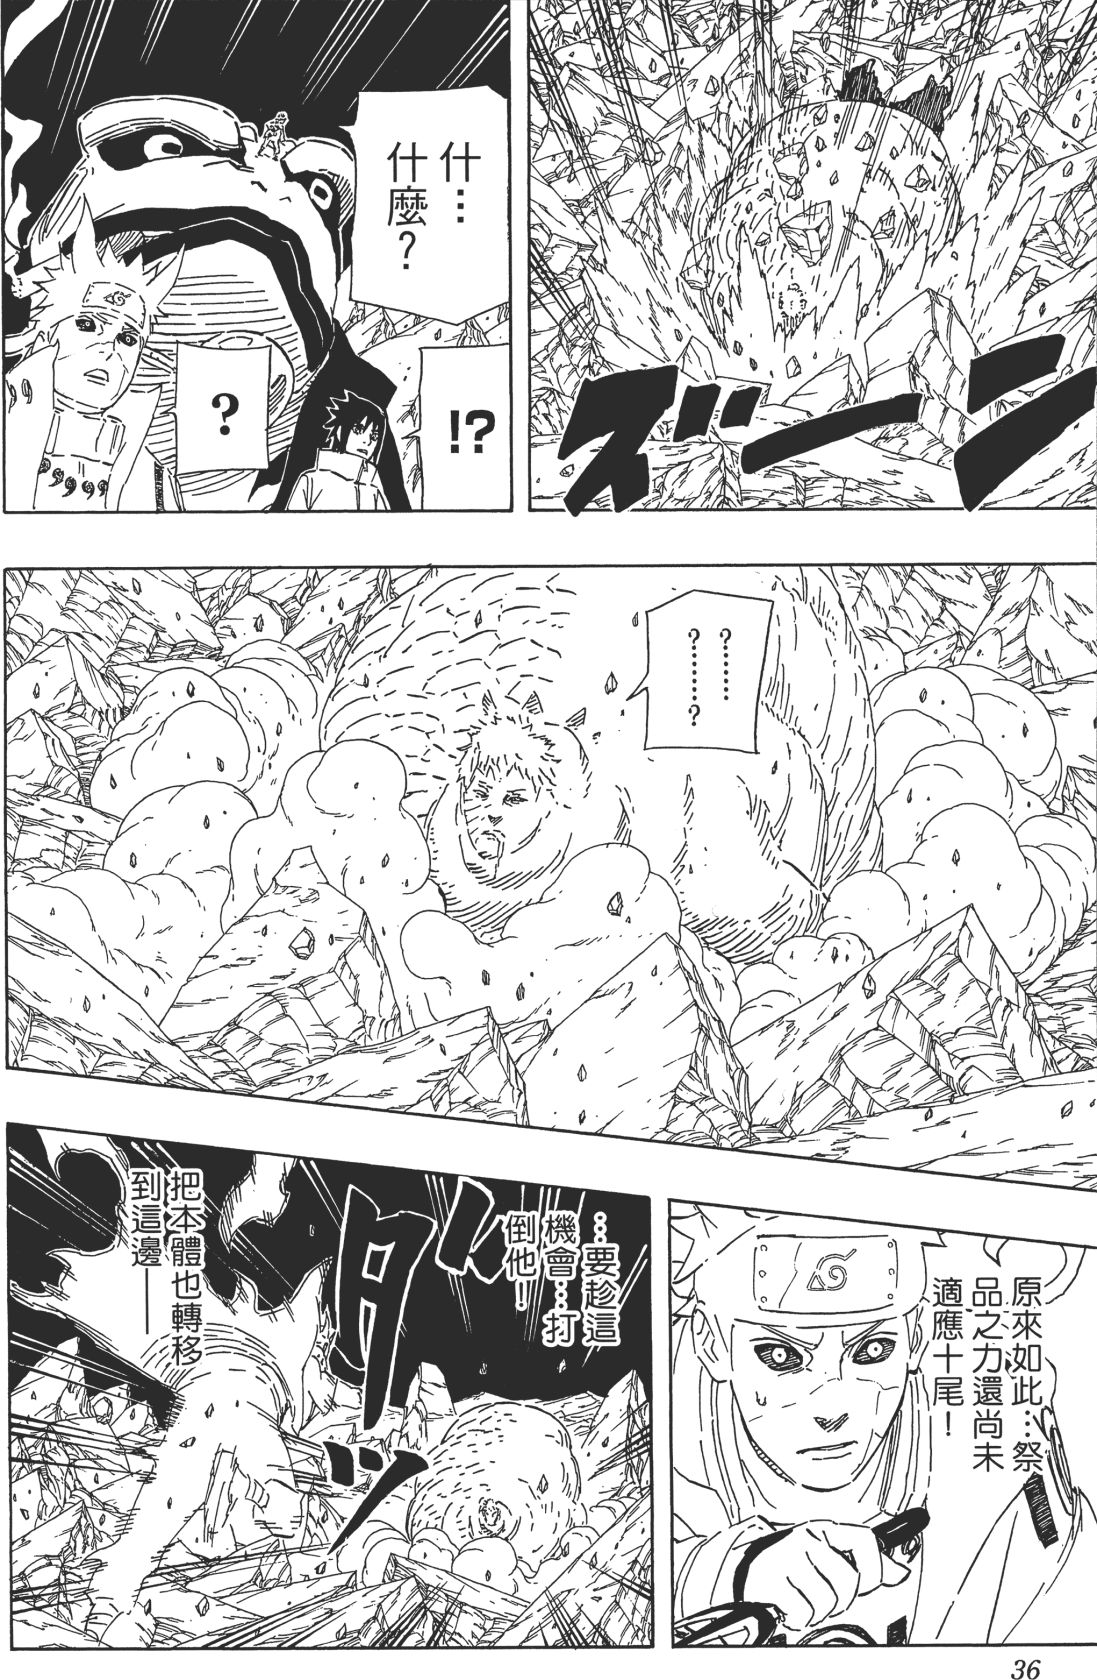 ズーン
什…
什麼？
!?
？
？………
………？
原來如此…祭
品之力還尚未
適應十尾！
…要趁這
機會…打
倒他！
把本體也轉移
到這邊——
ダッ
36